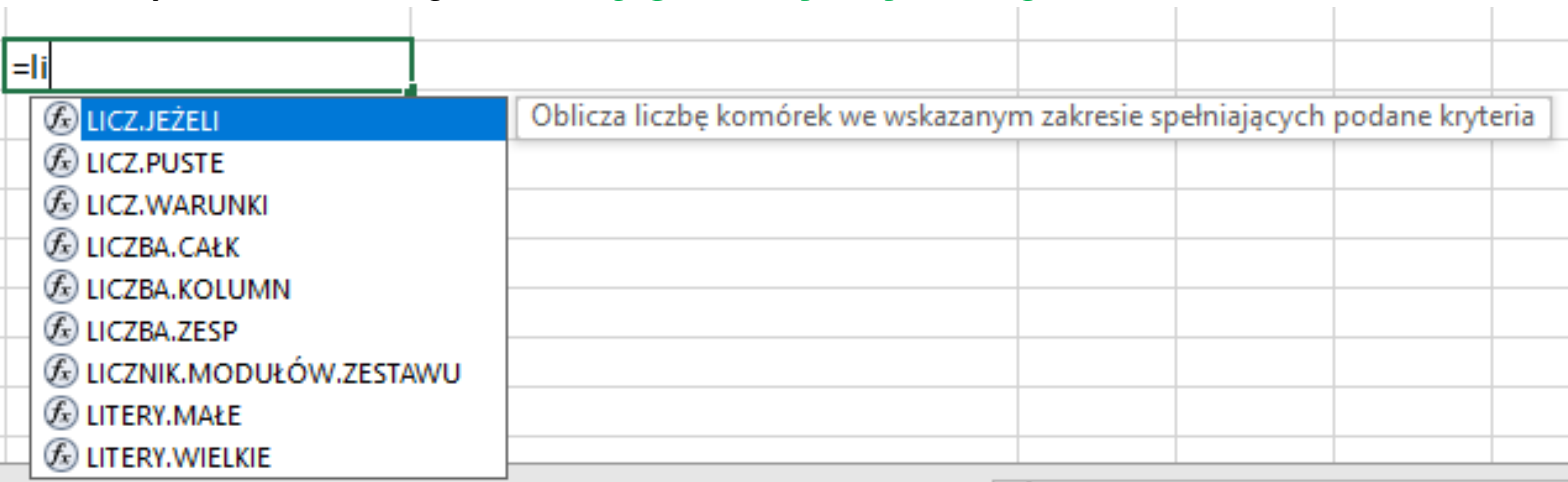 =li
LICZ.JEŻELI
Oblicza liczbę komórek we wskazanym zakresie spełniających podane kryteria
LICZ.PUSTE
LICZ.WARUNKI
LICZBA.CAŁK
LICZBA.KOLUMN
LICZBA.ZESP
LICZNIK.MODUŁÓW.ZESTAWU
LITERY.MAŁE
LITERY.WIELKIE